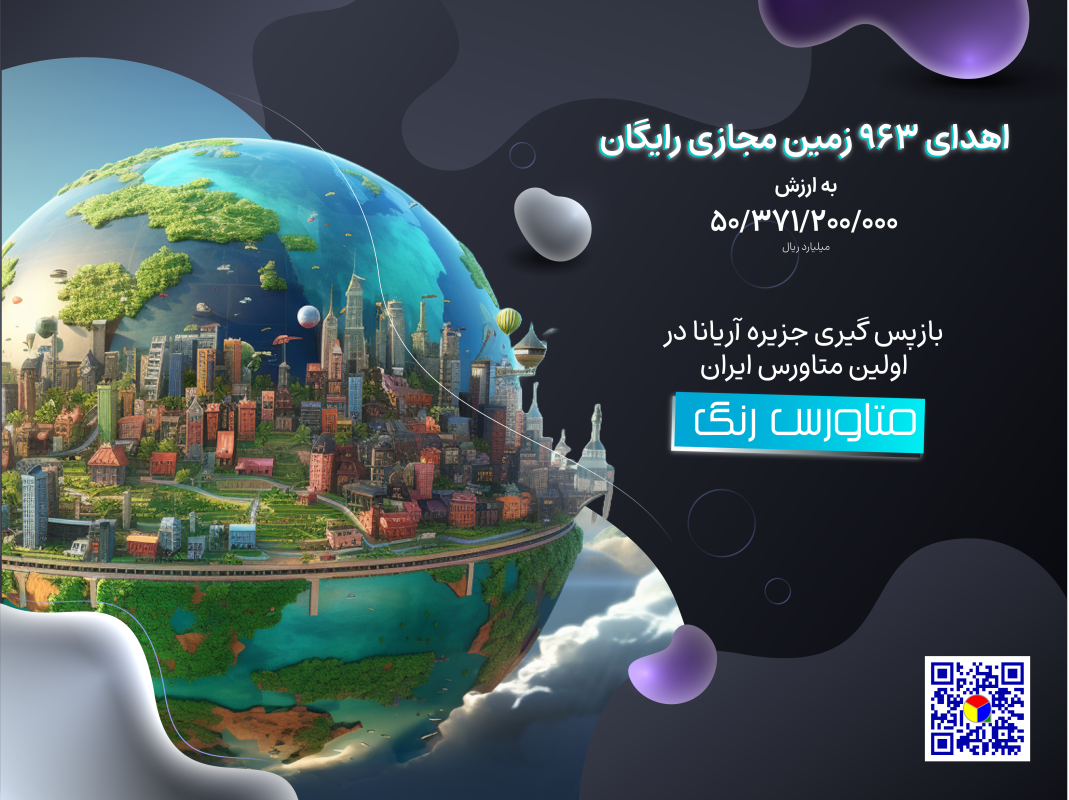 اهدای ۹۶۳ زمین مجازی رایگان
به ارزش
۵۰/۳۷۱/۲۰۰/۰۰۰
میلیارد ریال
بازپس گیری جزیره آریانا در
اولین متاورس ایران
متاورس رنگ